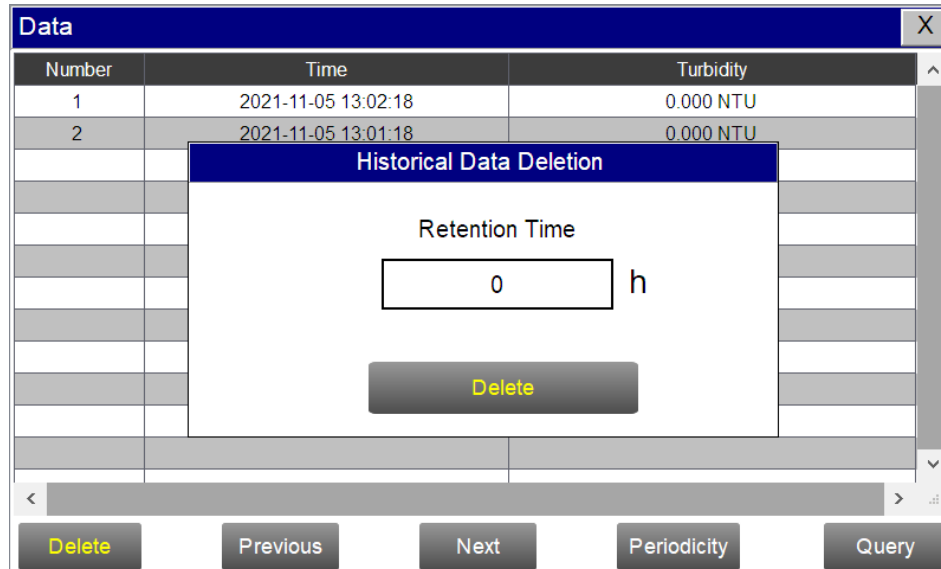 Data X
Number Time Turbidity
1 2021-11-05 13:02:18 0.000 NTU
2 2021-11-05 13:01:18 0.000 NTU
Historical Data Deletion
Retention Time
0 h
Delete
Delete Previous Next Periodicity Query